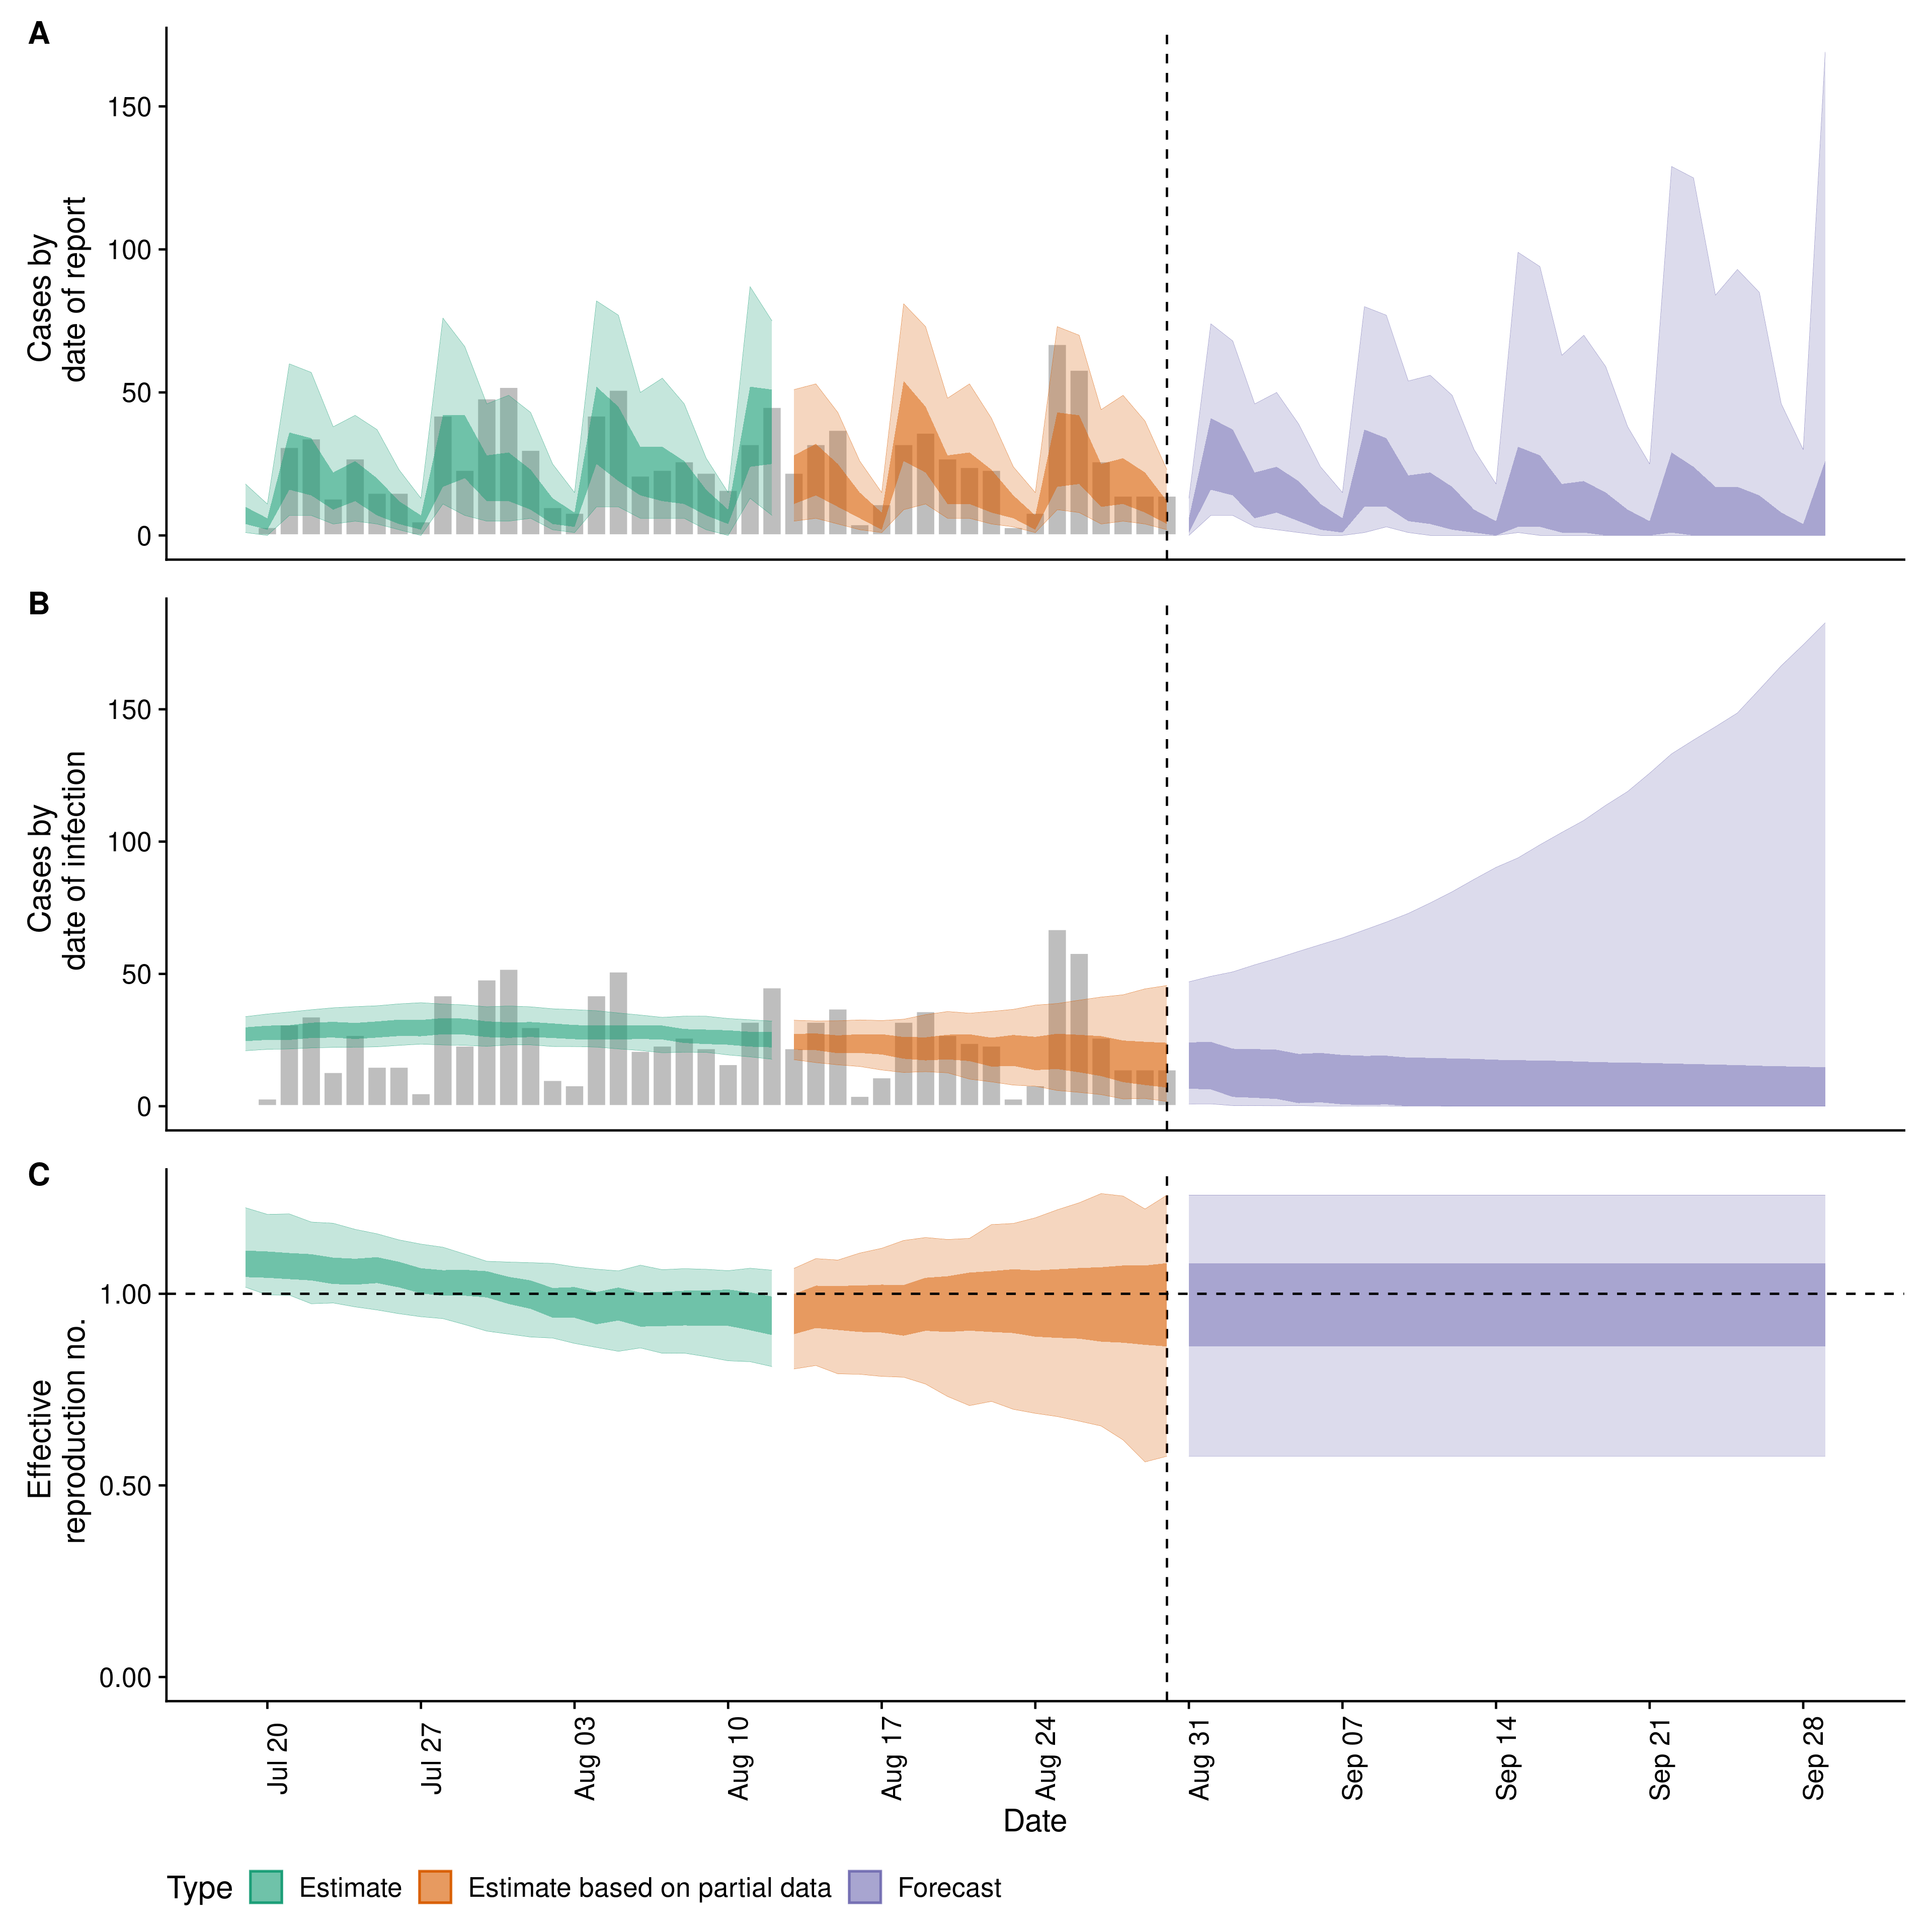 A
Cases by
date of report
150
100
50
0
B
Cases by
date of infection
150
100
50
0
C
Effective
reproduction no.
1.00
0.50
0.00
Jul 20
Jul 27
Aug 03
Aug 10
Aug 17
Aug 24
Aug 31
Sep 07
Sep 14
Sep 21
Sep 28
Date
Type
Estimate
Estimate based on partial data
Forecast